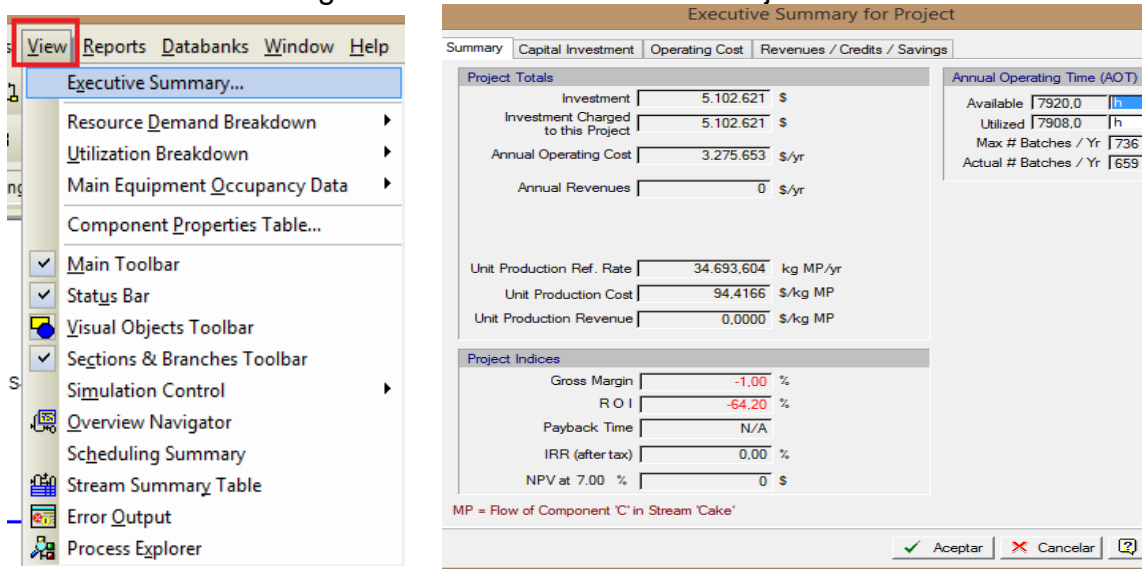 View Reports Databanks Window Help
Executive Summary...
Resource Demand Breakdown
Utilization Breakdown
Main Equipment Occupancy Data
Component Properties Table...
Main Toolbar
Status Bar
Visual Objects Toolbar
Sections & Branches Toolbar
Simulation Control
Overview Navigator
Scheduling Summary
Stream Summary Table
Error Output
Process Explorer
Executive Summary for Project
Summary Capital Investment Operating Cost Revenues / Credits / Savings
Project Totals
Investment 5.102.621 $
Investment Charged
to this Project 5.102.621 $
Annual Operating Cost 3.275.653 $/yr
Annual Revenues 0 $/yr
Unit Production Ref. Rate 34.693,604 kg MP/yr
Unit Production Cost 94,4166 $/kg MP
Unit Production Revenue 0,0000 $/kg MP
Project Indices
Gross Margin -1,00 %
R O I -64,20 %
Payback Time N/A
IRR (after tax) 0,00 %
NPV at 7.00 % 0 $
MP = Flow of Component 'C' in Stream 'Cake'
Annual Operating Time (AOT)
Available 7920,0 h
Utilized 7908,0 h
Max # Batches / Yr 736
Actual # Batches / Yr 659
Aceptar Cancelar ?